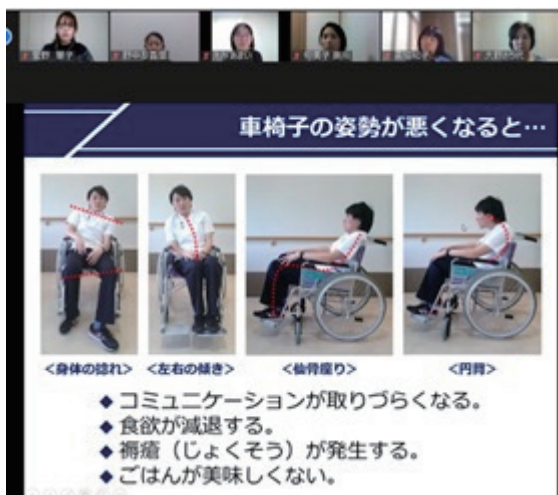 車椅子の姿勢が悪くなると…
<身体の捻れ>
<左右の傾き>
<仙骨座り>
<円背>
◆コミュニケーションが取りづらくなる。
◆食欲が減退する。
◆褥瘡（じょくそう）が発生する。
◆ごはんが美味しくない。